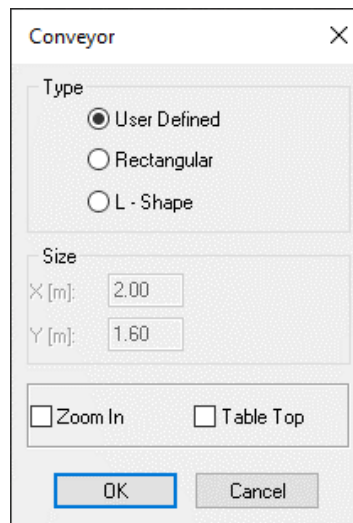 Conveyor
Type
User Defined
Rectangular
L - Shape
Size
X [m]: 2.00
Y [m]: 1.60
Zoom In Table Top
OK Cancel